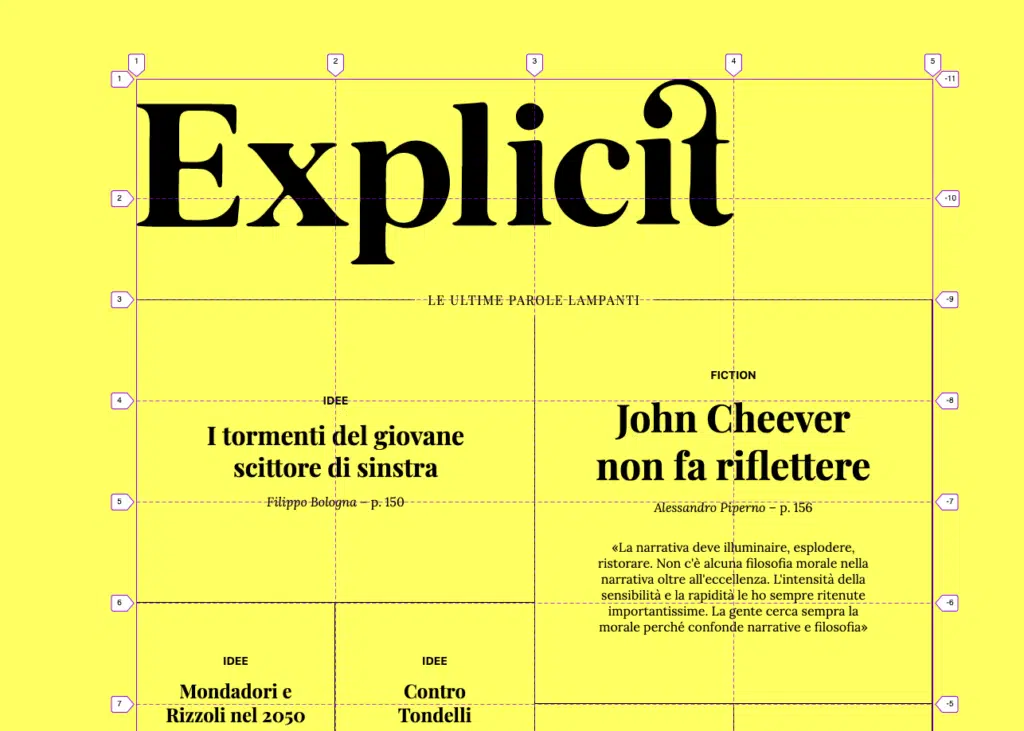 1 2 3 4 5
1 -11
Explicit
2 -10
3 -9
LE ULTIME PAROLE LAMPANTI
4 -8
IDEE
I tormenti del giovane
scittore di sinstra
Filippo Bologna – p. 150
FICTION
John Cheever
non fa riflettere
Alessandro Piperno – p. 156
5 -7
«La narrativa deve illuminaire, esplodere,
ristorare. Non c'è alcuna filosofia morale nella
narrativa oltre all'eccellenza. L'intensità della
sensibilità e la rapidità le ho sempre ritenute
importantissime. La gente cerca sempra la
morale perché confonde narrative e filosofia»
6 -6
IDEE
Mondadori e
Rizzoli nel 2050
IDEE
Contro
Tondelli
7 -5